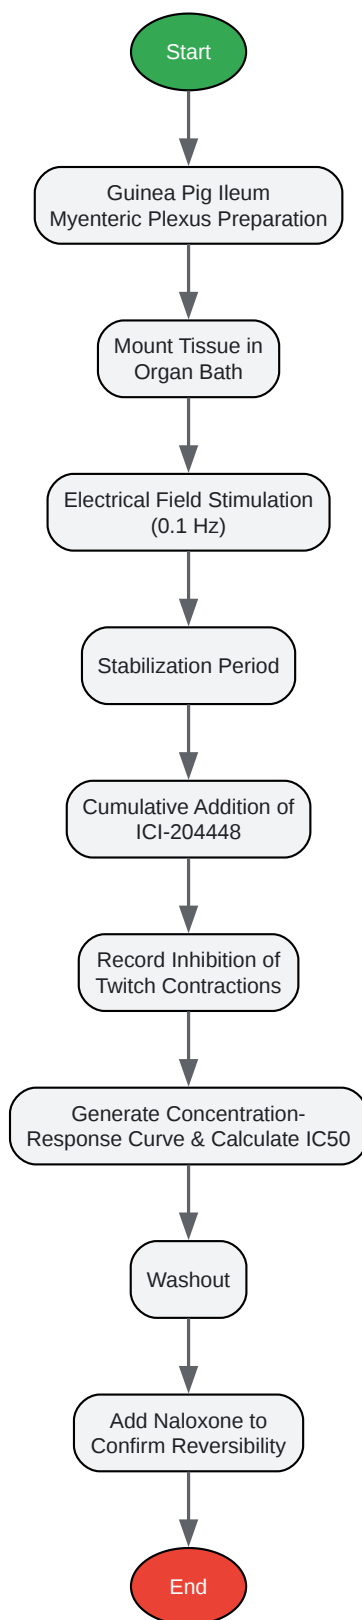 Start
Guinea Pig Ileum
Myenteric Plexus Preparation
Mount Tissue in
Organ Bath
Electrical Field Stimulation
(0.1 Hz)
Stabilization Period
Cumulative Addition of
ICI-204448
Record Inhibition of
Twitch Contractions
Generate Concentration-
Response Curve & Calculate IC50
Washout
Add Naloxone to
Confirm Reversibility
End